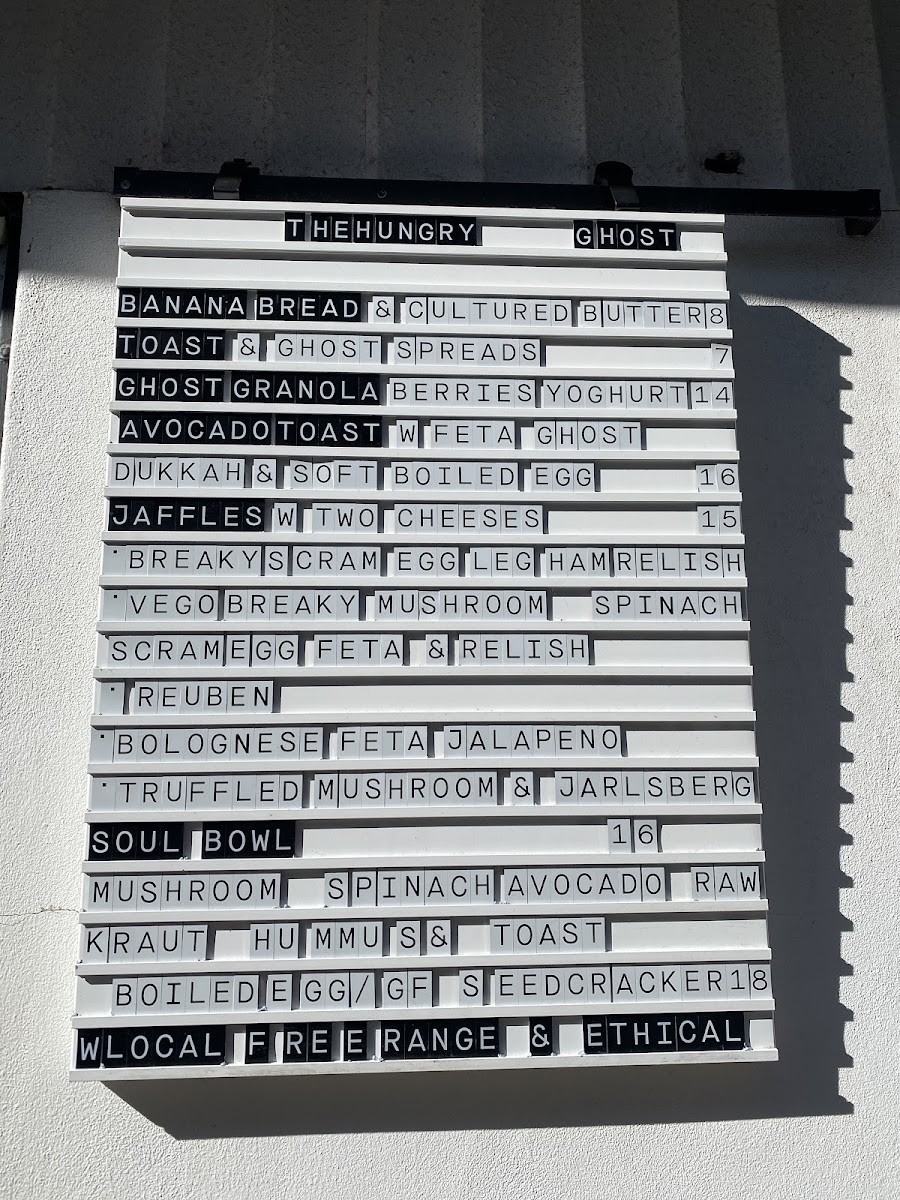 THEHUNGRY GHOST
BANANA BREAD & CULTURED BUTTER8
TOAST & GHOST SPREADS 7
GHOST GRANOLA BERRIES YOGHURT 14
AVOCADO TOAST W FETA GHOST
DUKKAH & SOFT BOILED EGG 16
JAFFLES W TWO CHEESES 15
·BREAKY SCRAM EGG LEG HAM RELISH
·VEGO BREAKY MUSHROOM SPINACH
SCRAM EGG FETA & RELISH
· REUBEN
·BOLOGNESE FETA JALAPENO
·TRUFFLED MUSHROOM & JARLSBERG
SOUL BOWL 16
MUSHROOM SPINACH AVOCADO RAW
KRAUT HUMMUS& TOAST
BOILED EGG/ GF SEEDCRACKER18
WLOCAL FREE RANGE & ETHICAL